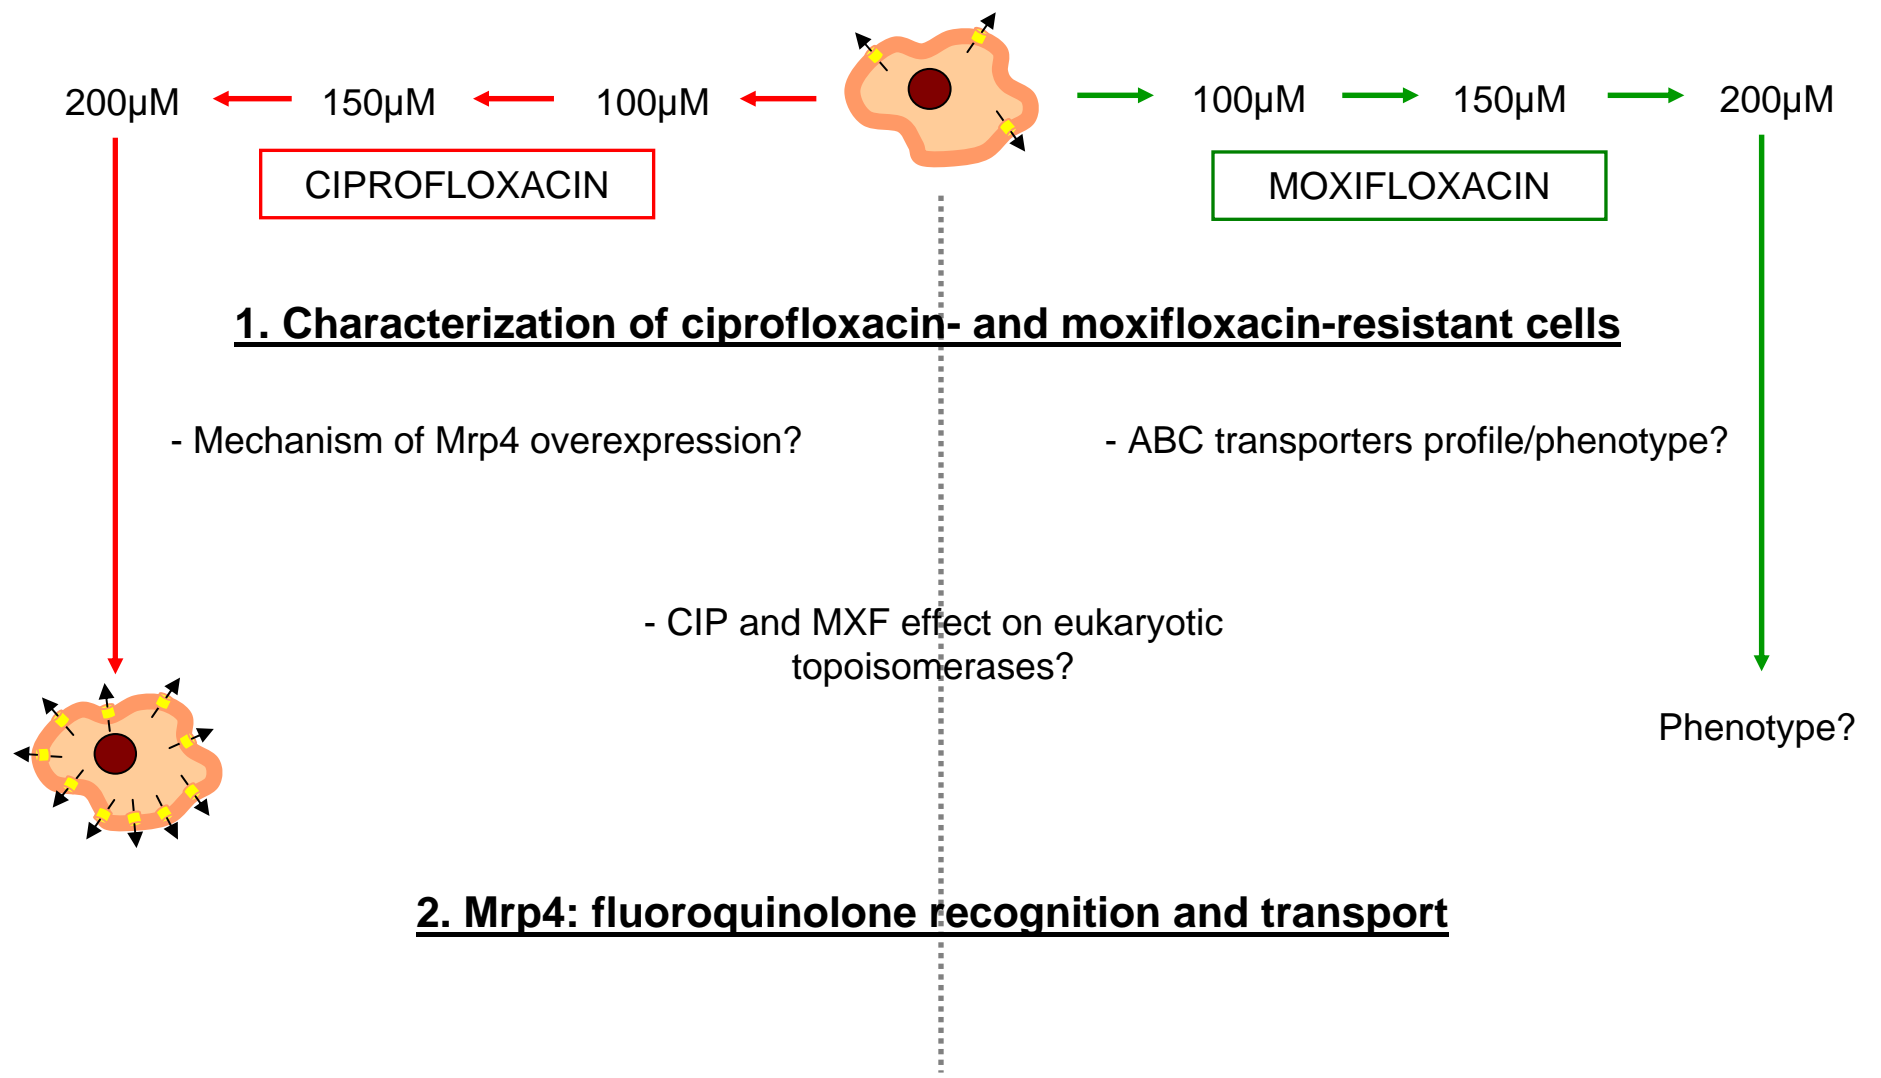 200µM
150µM
100µM
100µM
150µM
200µM
CIPROFLOXACIN
MOXIFLOXACIN
1. Characterization of ciprofloxacin- and moxifloxacin-resistant cells
- Mechanism of Mrp4 overexpression?
- ABC transporters profile/phenotype?
- CIP and MXF effect on eukaryotic
topoisomerases?
Phenotype?
2. Mrp4: fluoroquinolone recognition and transport